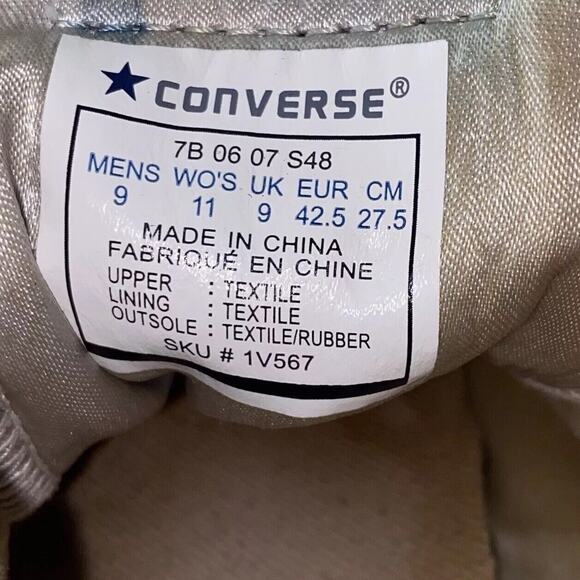 CONVERSE®
7B 06 07 S48
MENS WO'S UK EUR CM
9 11 9 42.5 27.5
MADE IN CHINA
FABRIQUÉ EN CHINE
UPPER : TEXTILE
LINING : TEXTILE
OUTSOLE : TEXTILE/RUBBER
SKU # 1V567